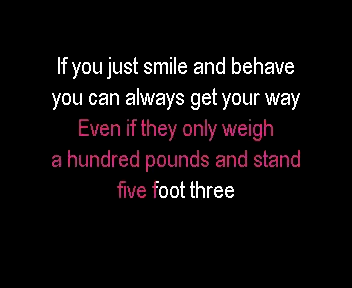 If you just smile and behave
you can always get your way
Even if they only weigh
a hundred pounds and stand
five foot three